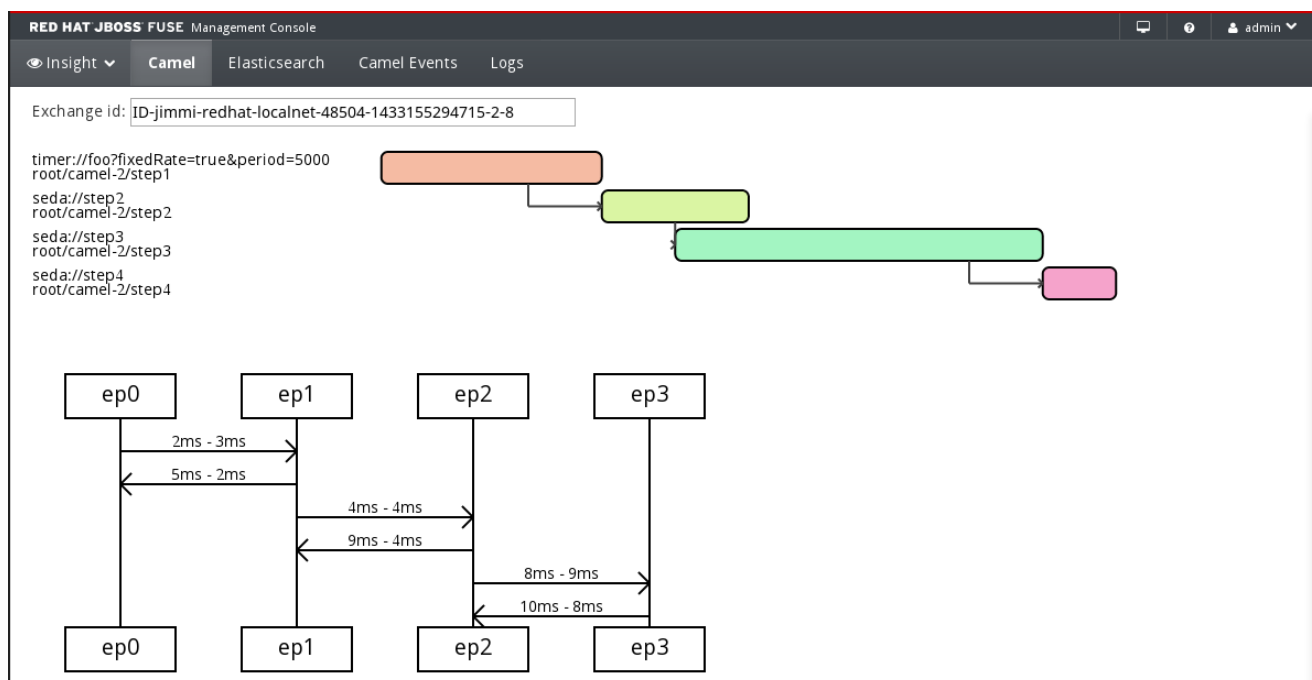 RED HAT JBOSS FUSE Management Console
admin
Insight Camel Elasticsearch Camel Events Logs
Exchange id: ID-jimmi-redhat-localnet-48504-1433155294715-2-8
timer://foo?fixedRate=true&period=5000
root/camel-2/step1
seda://step2
root/camel-2/step2
seda://step3
root/camel-2/step3
seda://step4
root/camel-2/step4
ep0 ep1 ep2 ep3
2ms - 3ms
5ms - 2ms
4ms - 4ms
9ms - 4ms
8ms - 9ms
10ms - 8ms
ep0 ep1 ep2 ep3